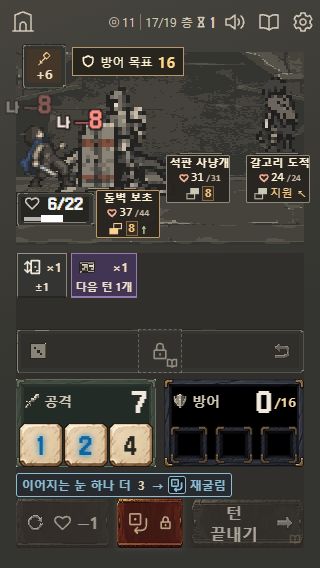 11 | 17/19 층 1
+6
방어 목표 16
나 -8
나 -8
석판 사냥개
31/31
8
갈고리 도적
24/24
지원 ↖
6/22
돌벽 보초
37/44
8 ↑
×1
±1
×1
다음 턴 1개
공격 7
방어 0/16
1 2 4
이어지는 눈 하나 더 3 → 재굴림
-1
턴
끝내기 →